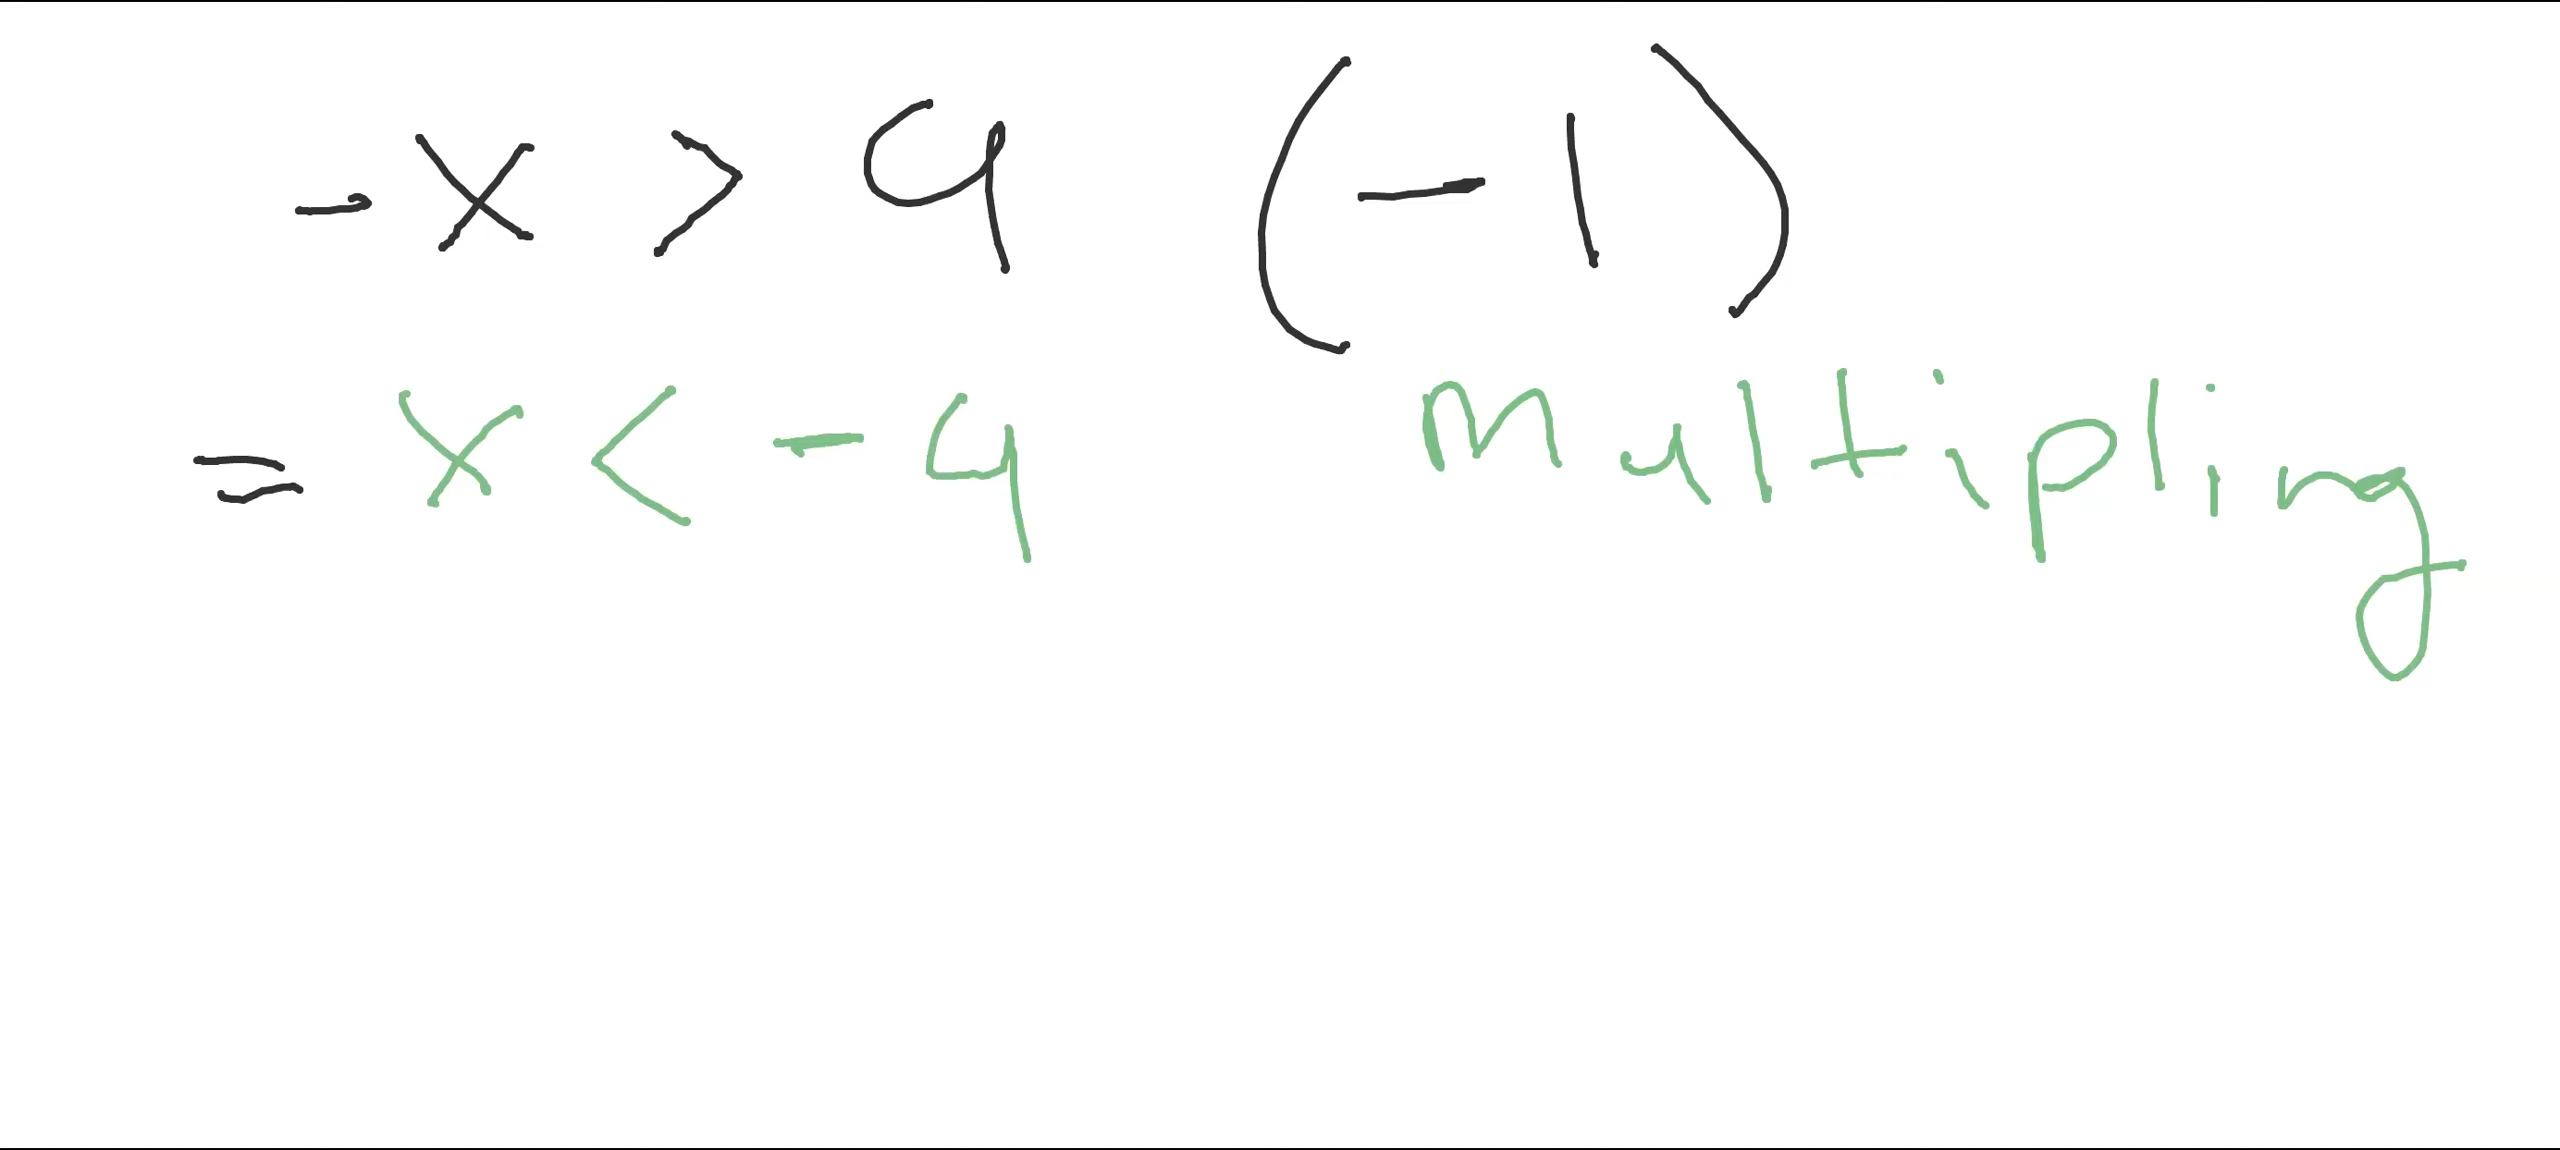 -x > 4 (-1)
= x < -4 Multipling